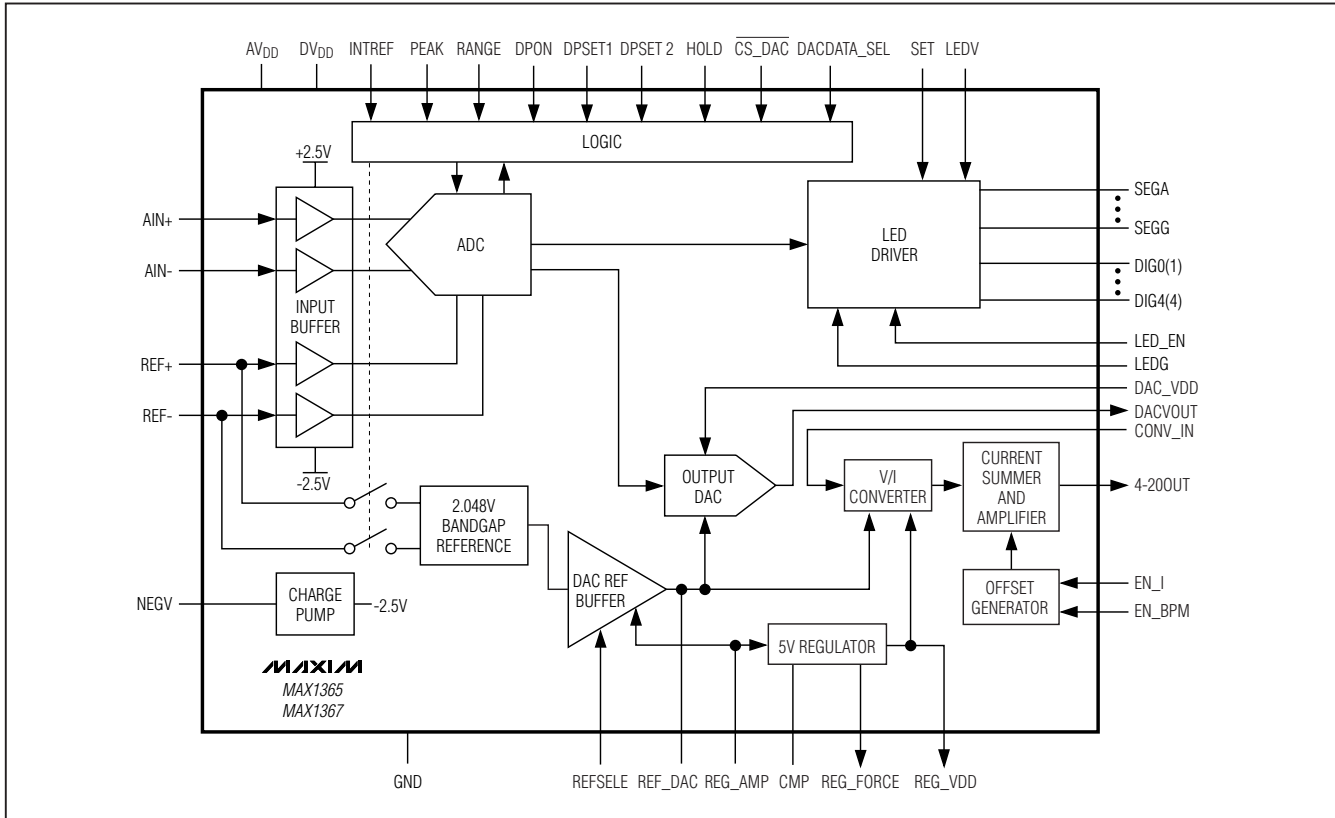 AVDD DVDD INTREF PEAK RANGE DPON DPSET1 DPSET 2 HOLD CS_DAC DACDATA_SEL SET LEDV
LOGIC
+2.5V
AIN+
AIN-
INPUT
BUFFER
REF+
REF-
-2.5V
ADC
LED
DRIVER
SEGA
SEGG
DIG0(1)
DIG4(4)
LED_EN
LEDG
DAC_VDD
DACVOUT
CONV_IN
OUTPUT
DAC
V/I
CONVERTER
CURRENT
SUMMER
AND
AMPLIFIER
4-20OUT
2.048V
BANDGAP
REFERENCE
DAC REF
BUFFER
OFFSET
GENERATOR
EN_I
EN_BPM
NEGV
CHARGE
PUMP
-2.5V
5V REGULATOR
MAXIM
MAX1365
MAX1367
GND REFSELE REF_DAC REG_AMP CMP REG_FORCE REG_VDD